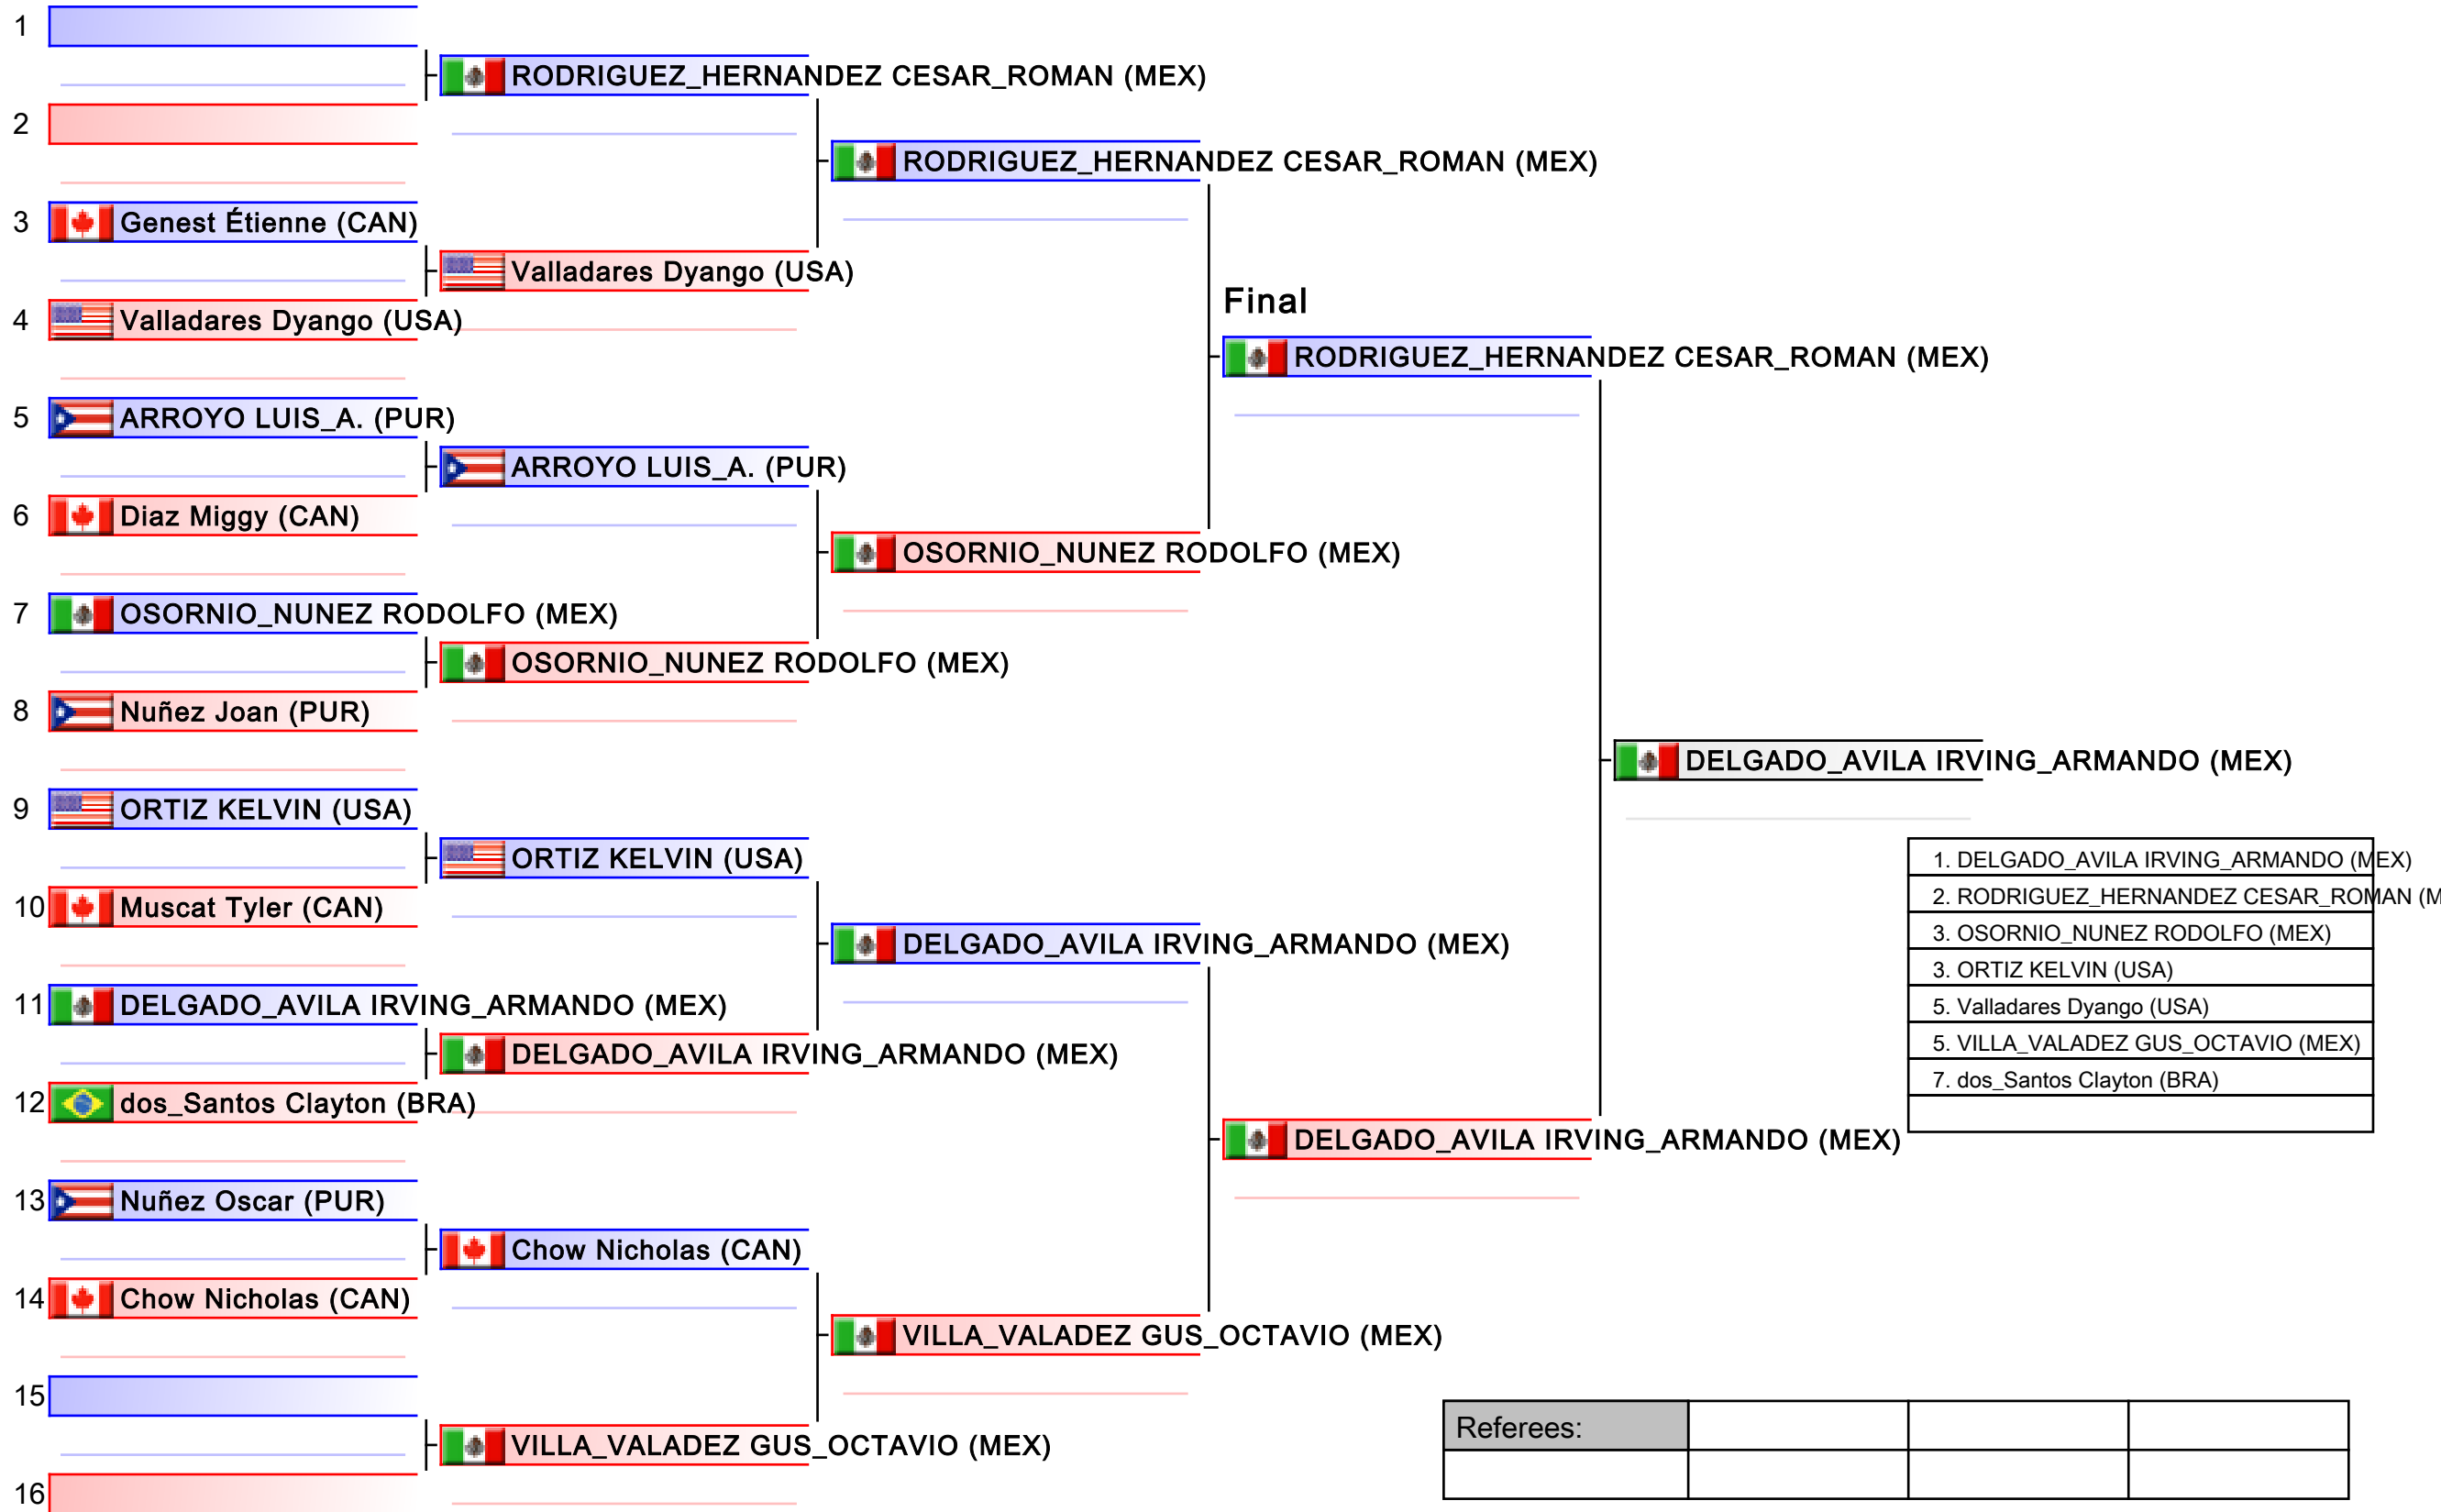 1
RODRIGUEZ_HERNANDEZ CESAR_ROMAN (MEX)
2
RODRIGUEZ_HERNANDEZ CESAR_ROMAN (MEX)
3 Genest Étienne (CAN)
Valladares Dyango (USA)
Final
4 Valladares Dyango (USA)
RODRIGUEZ_HERNANDEZ CESAR_ROMAN (MEX)
5 ARROYO LUIS_A. (PUR)
ARROYO LUIS_A. (PUR)
6 Diaz Miggy (CAN)
OSORNIO_NUNEZ RODOLFO (MEX)
7 OSORNIO_NUNEZ RODOLFO (MEX)
OSORNIO_NUNEZ RODOLFO (MEX)
8 Nuñez Joan (PUR)
DELGADO_AVILA IRVING_ARMANDO (MEX)
9 ORTIZ KELVIN (USA)
ORTIZ KELVIN (USA)
1. DELGADO_AVILA IRVING_ARMANDO (MEX)
2. RODRIGUEZ_HERNANDEZ CESAR_ROMAN (M
3. OSORNIO_NUNEZ RODOLFO (MEX)
3. ORTIZ KELVIN (USA)
5. Valladares Dyango (USA)
5. VILLA_VALADEZ GUS_OCTAVIO (MEX)
7. dos_Santos Clayton (BRA)
10 Muscat Tyler (CAN)
DELGADO_AVILA IRVING_ARMANDO (MEX)
11 DELGADO_AVILA IRVING_ARMANDO (MEX)
DELGADO_AVILA IRVING_ARMANDO (MEX)
12 dos_Santos Clayton (BRA)
DELGADO_AVILA IRVING_ARMANDO (MEX)
13 Nuñez Oscar (PUR)
Chow Nicholas (CAN)
14 Chow Nicholas (CAN)
VILLA_VALADEZ GUS_OCTAVIO (MEX)
15
Referees:
VILLA_VALADEZ GUS_OCTAVIO (MEX)
16